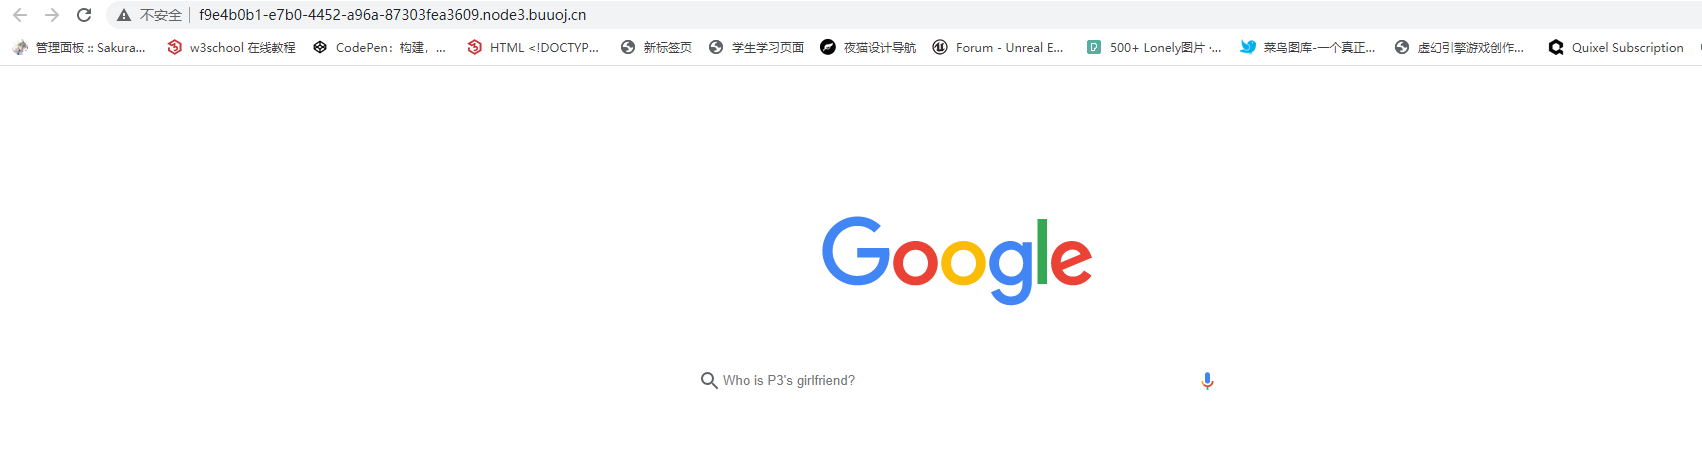 不安全 f9e4b0b1-e7b0-4452-a96a-87303fea3609.node3.buuoj.cn
管理面板 :: Sakura... w3school 在线教程 CodePen：构建，... HTML <!DOCTYP... 新标签页 学生学习页面 夜猫设计导航 Forum - Unreal E... 500+ Lonely图片 ·... 菜鸟图库-一个真正... 虚幻引擎游戏创作... Quixel Subscription
Google
Who is P3's girlfriend?